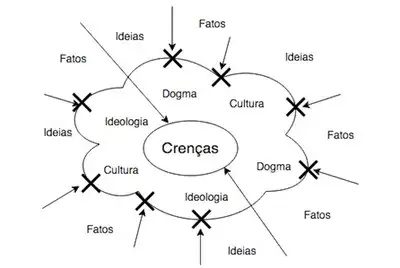 Fatos
Ideias
Fatos
Ideias
Dogma
Cultura
Ideologia
Ideias
Fatos
Crenças
Cultura
Dogma
Ideologia
Fatos
Fatos
Ideias